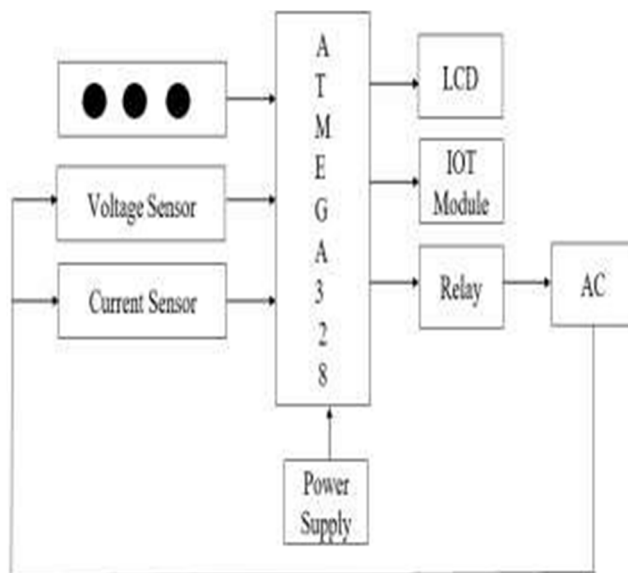 A
T
M
E
G
A
3
2
8
Voltage Sensor
Current Sensor
LCD
IOT
Module
Relay
AC
Power
Supply